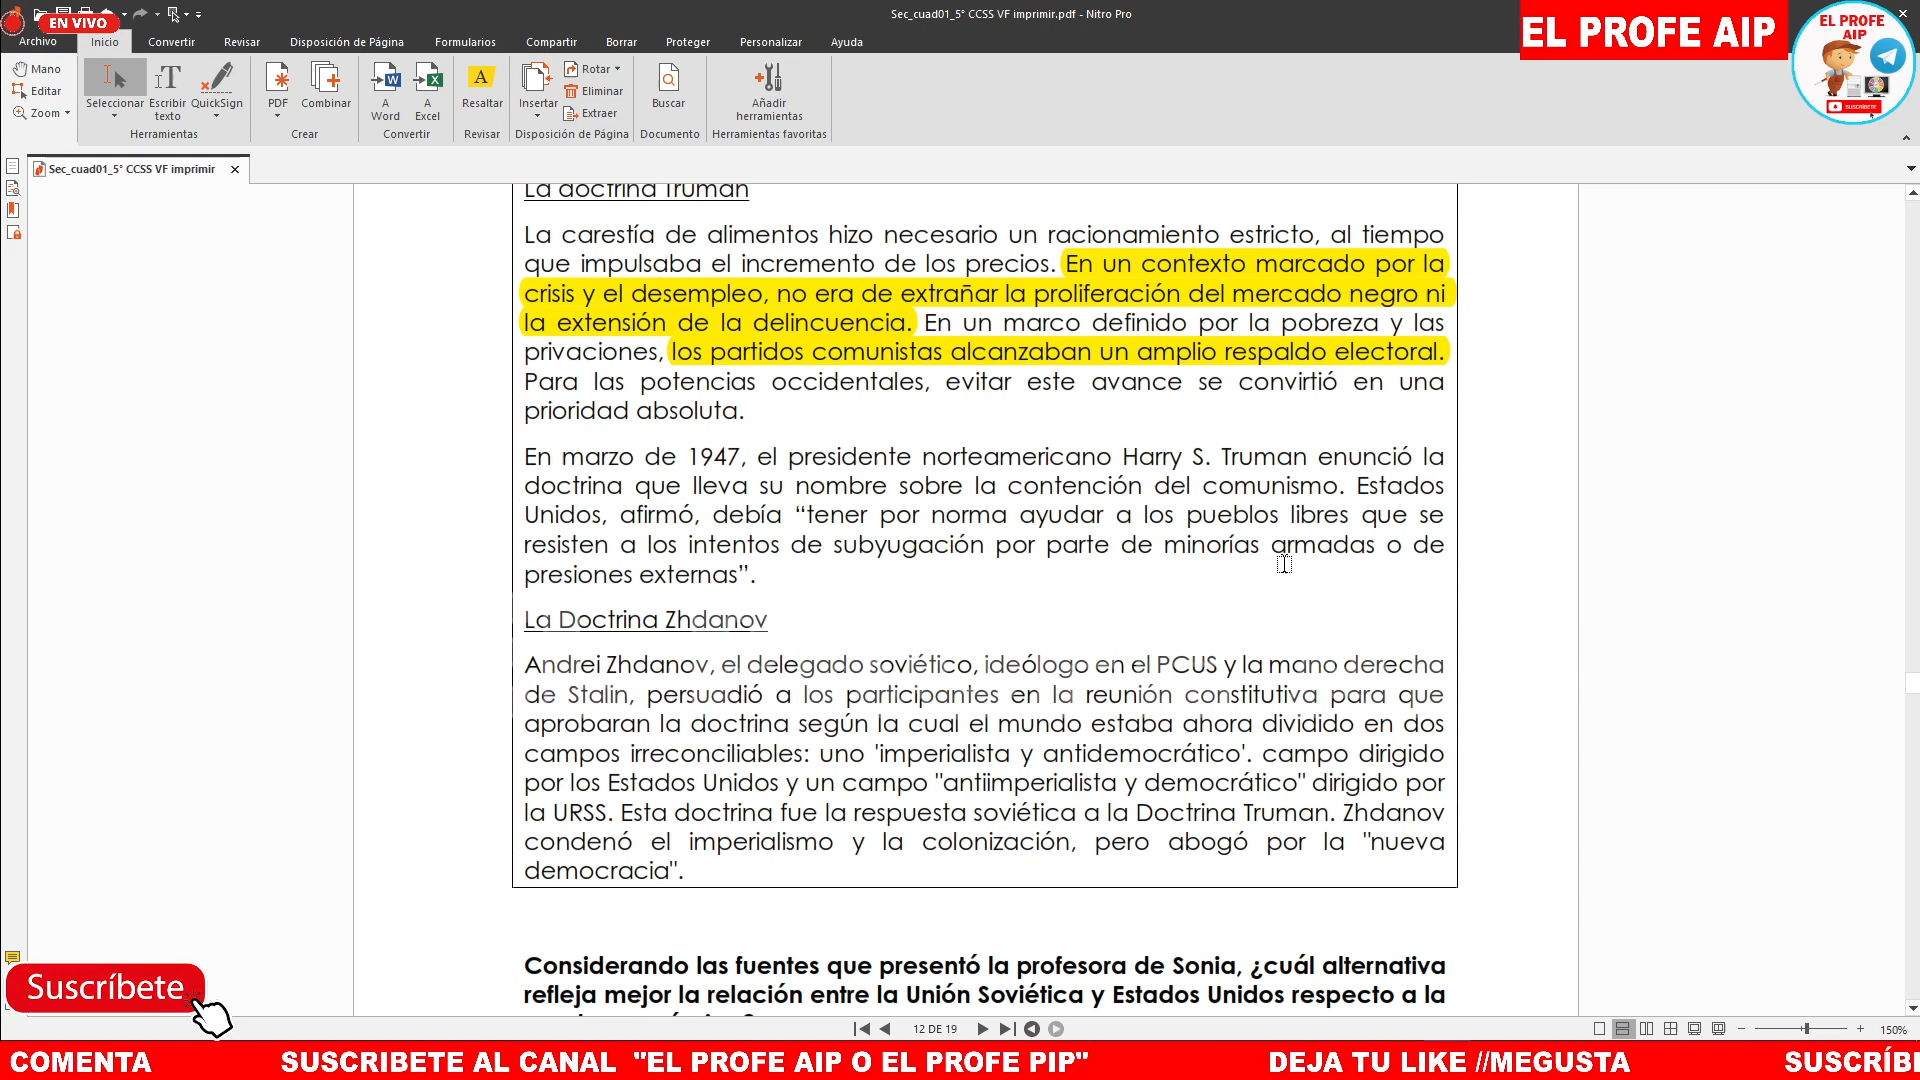 EN VIVO
Sec_cuad01_5° CCSS VF imprimir.pdf - Nitro Pro
EL PROFE AIP
EL PROFE
AIP
SUSCRIBETE
Archivo Inicio Convertir Revisar Disposición de Página Formularios Compartir Borrar Proteger Personalizar Ayuda
Mano
Editar
Zoom
Seleccionar
Escribir texto
QuickSign
Herramientas
PDF
Combinar
Crear
A Word
A Excel
Convertir
Resaltar
Revisar
Insertar
Rotar
Eliminar
Extraer
Disposición de Página
Buscar
Documento
Añadir herramientas
Herramientas favoritas
Sec_cuad01_5° CCSS VF imprimir
La doctrina Truman
La carestía de alimentos hizo necesario un racionamiento estricto, al tiempo
que impulsaba el incremento de los precios. En un contexto marcado por la
crisis y el desempleo, no era de extrañar la proliferación del mercado negro ni
la extensión de la delincuencia. En un marco definido por la pobreza y las
privaciones, los partidos comunistas alcanzaban un amplio respaldo electoral.
Para las potencias occidentales, evitar este avance se convirtió en una
prioridad absoluta.
En marzo de 1947, el presidente norteamericano Harry S. Truman enunció la
doctrina que lleva su nombre sobre la contención del comunismo. Estados
Unidos, afirmó, debía “tener por norma ayudar a los pueblos libres que se
resisten a los intentos de subyugación por parte de minorías armadas o de
presiones externas”.
La Doctrina Zhdanov
Andrei Zhdanov, el delegado soviético, ideólogo en el PCUS y la mano derecha
de Stalin, persuadió a los participantes en la reunión constitutiva para que
aprobaran la doctrina según la cual el mundo estaba ahora dividido en dos
campos irreconciliables: uno 'imperialista y antidemocrático'. campo dirigido
por los Estados Unidos y un campo "antiimperialista y democrático" dirigido por
la URSS. Esta doctrina fue la respuesta soviética a la Doctrina Truman. Zhdanov
condenó el imperialismo y la colonización, pero abogó por la "nueva
democracia".
Considerando las fuentes que presentó la profesora de Sonia, ¿cuál alternativa
refleja mejor la relación entre la Unión Soviética y Estados Unidos respecto a la
Suscríbete
12 DE 19
150%
COMENTA SUSCRIBETE AL CANAL "EL PROFE AIP O EL PROFE PIP" DEJA TU LIKE //MEGUSTA SUSCRÍB